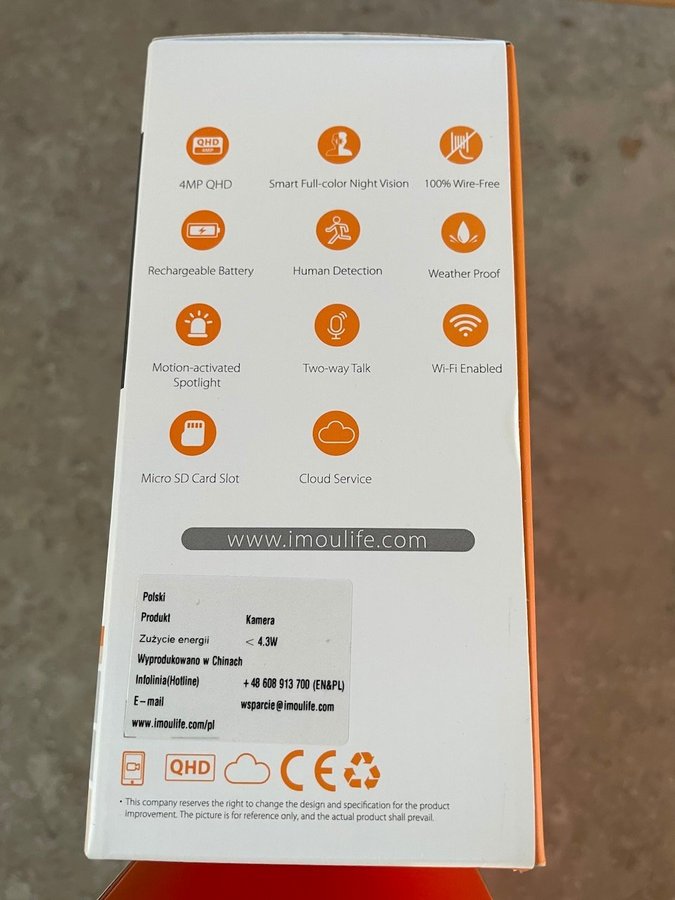 QHD
4MP
4MP QHD
Smart Full-color Night Vision
100% Wire-Free
Rechargeable Battery
Human Detection
Weather Proof
Motion-activated
Spotlight
Two-way Talk
Wi-Fi Enabled
Micro SD Card Slot
Cloud Service
www.imoulife.com
Polski
Produkt Kamera
Zużycie energii < 4.3W
Wyprodukowano w Chinach
Infolinia(Hotline) +48 608 913 700 (EN&PL)
E-mail wsparcie@imoulife.com
www.imoulife.com/pl
QHD
CE
• This company reserves the right to change the design and specification for the product
improvement. The picture is for reference only, and the actual product shall prevail.